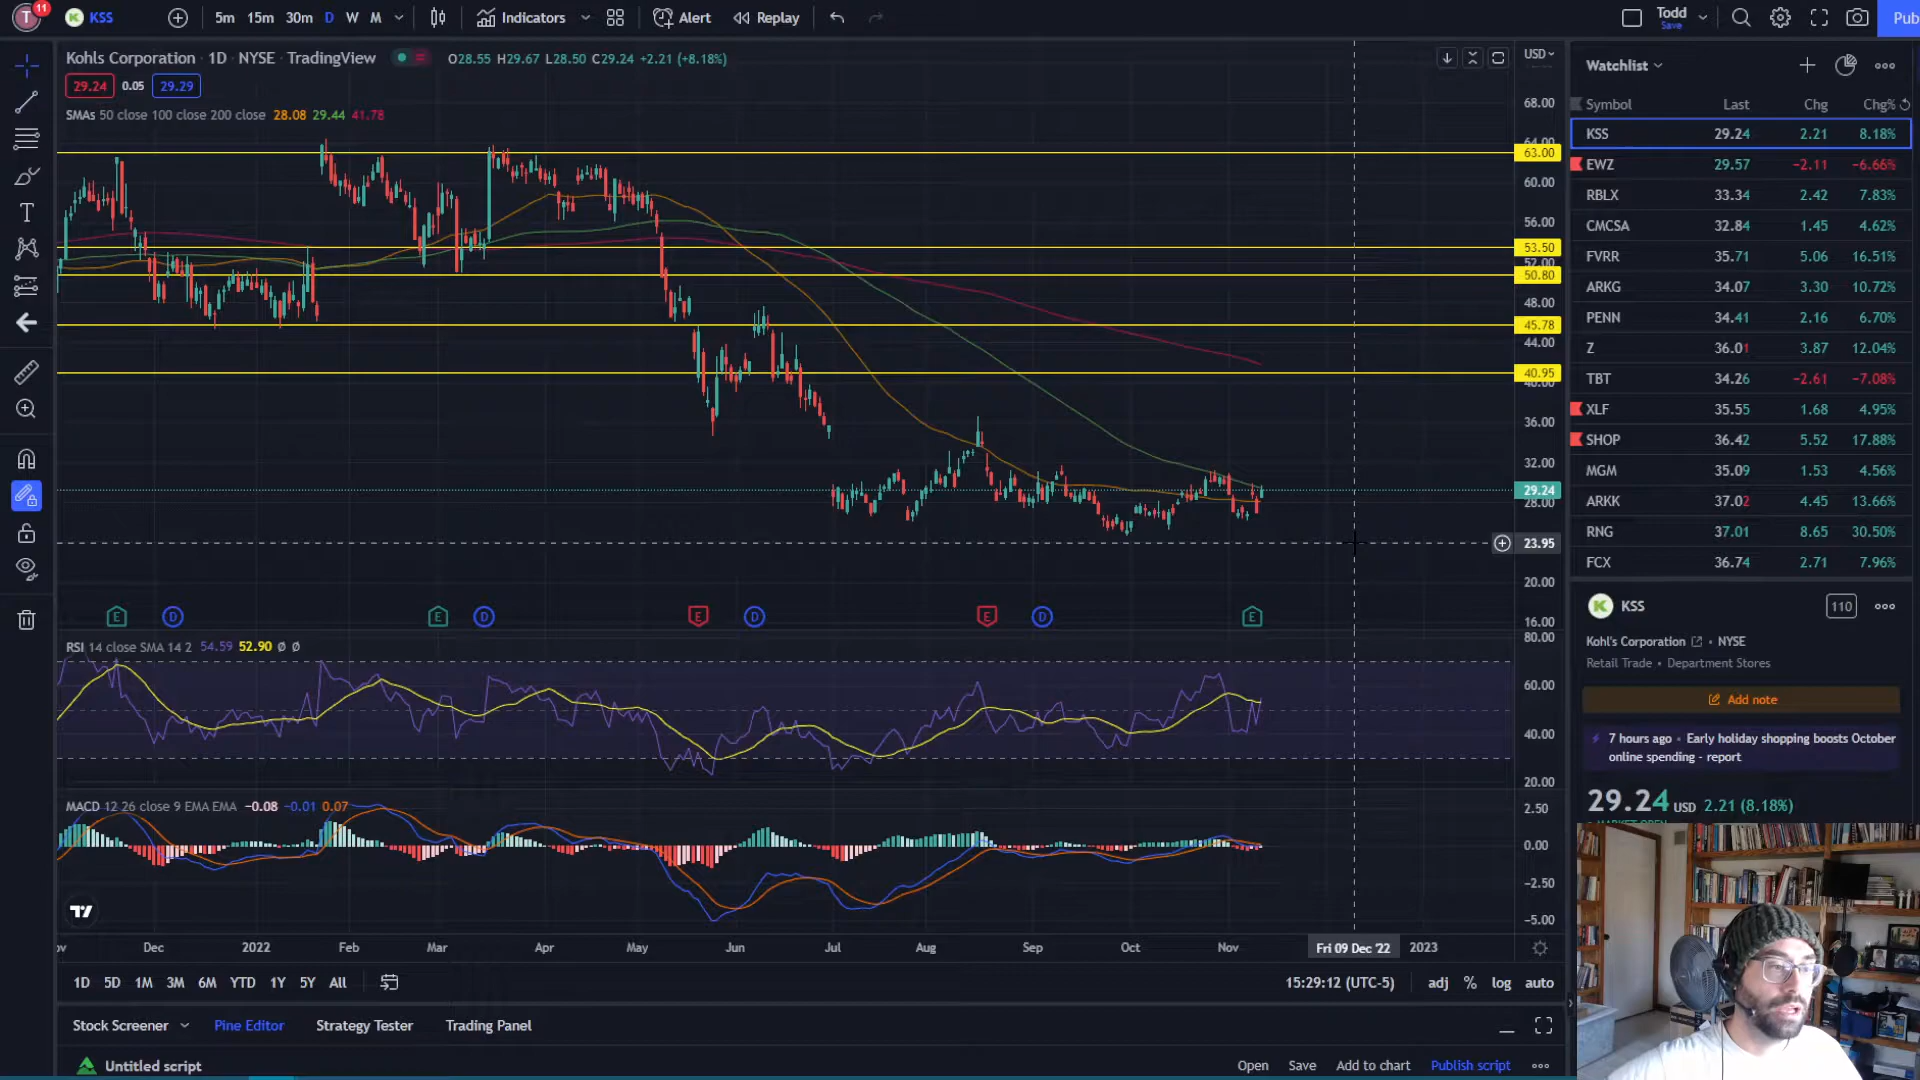 T 11 KSS 5m 15m 30m D W M Indicators Alert Replay Todd Save Pub
Kohls Corporation · 1D · NYSE · TradingView O28.55 H29.67 L28.50 C29.24 +2.21 (+8.18%)
29.24 0.05 29.29
SMAs 50 close 100 close 200 close 28.08 29.44 41.78
USD
68.00
64.00
63.00
60.00
56.00
53.50
52.00
50.80
48.00
45.78
44.00
40.95
40.00
36.00
32.00
29.24
28.00
23.95
20.00
16.00
E D E D E D E D E
RSI 14 close SMA 14 2 54.59 52.90 Ø Ø
80.00
60.00
40.00
20.00
MACD 12 26 close 9 EMA EMA −0.08 −0.01 0.07
2.50
0.00
−2.50
−5.00
ov Dec 2022 Feb Mar Apr May Jun Jul Aug Sep Oct Nov Fri 09 Dec '22 2023
1D 5D 1M 3M 6M YTD 1Y 5Y All 15:29:12 (UTC-5) adj % log auto
Stock Screener Pine Editor Strategy Tester Trading Panel
Untitled script Open Save Add to chart Publish script
Watchlist
Symbol Last Chg Chg%
KSS 29.24 2.21 8.18%
EWZ 29.57 −2.11 −6.66%
RBLX 33.34 2.42 7.83%
CMCSA 32.84 1.45 4.62%
FVRR 35.71 5.06 16.51%
ARKG 34.07 3.30 10.72%
PENN 34.41 2.16 6.70%
Z 36.01 3.87 12.04%
TBT 34.26 −2.61 −7.08%
XLF 35.55 1.68 4.95%
SHOP 36.42 5.52 17.88%
MGM 35.09 1.53 4.56%
ARKK 37.02 4.45 13.66%
RNG 37.01 8.65 30.50%
FCX 36.74 2.71 7.96%
KSS 110
Kohl's Corporation • NYSE
Retail Trade • Department Stores
Add note
7 hours ago • Early holiday shopping boosts October
online spending - report
29.24 USD 2.21 (8.18%)